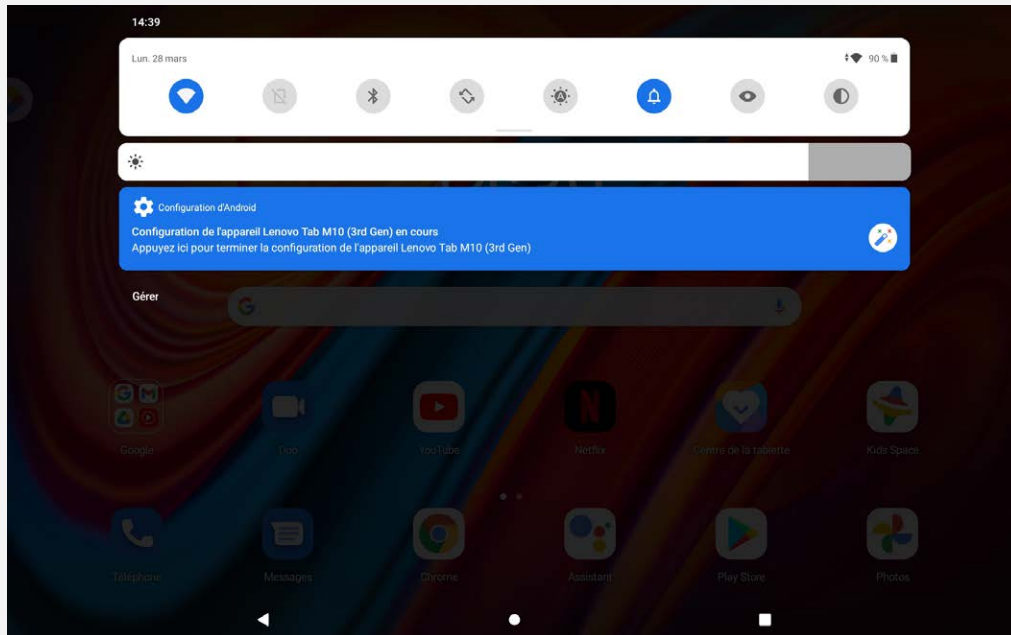 14:39
Lun. 28 mars
90 %
Configuration d'Android
Configuration de l'appareil Lenovo Tab M10 (3rd Gen) en cours
Appuyez ici pour terminer la configuration de l'appareil Lenovo Tab M10 (3rd Gen)
Gérer
Google
Duo
YouTube
Netflix
Centre de la tablette
Kids Space
Téléphone
Messages
Chrome
Assistant
Play Store
Photos